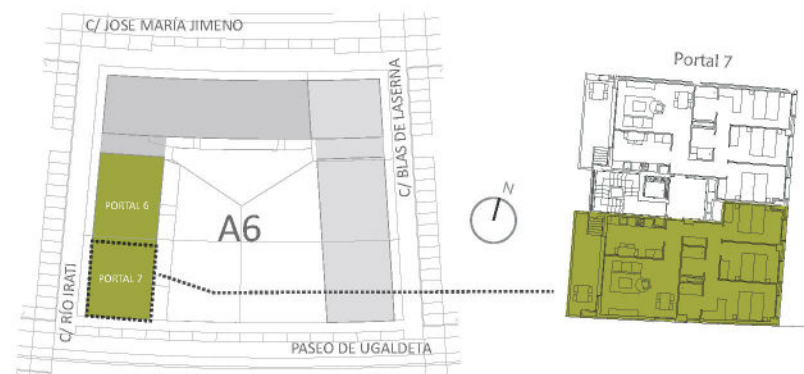 C/ JOSE MARÍA JIMENO
C/ BLAS DE LASERNA
Portal 7
N
PORTAL 6
A6
PORTAL 7
C/ RÍO IRATI
PASEO DE UGALDETA